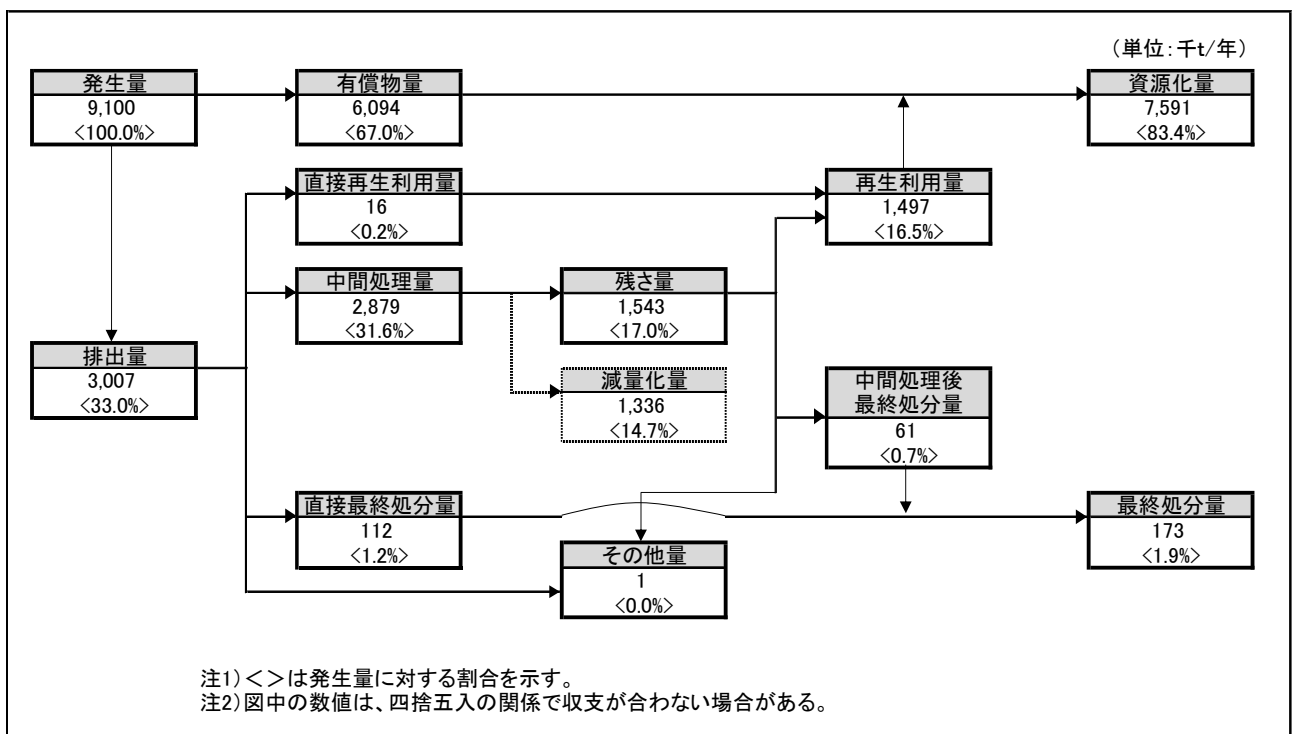 （単位：千t/年）
発生量
9,100
<100.0%>
有償物量
6,094
<67.0%>
資源化量
7,591
<83.4%>
直接再生利用量
16
<0.2%>
再生利用量
1,497
<16.5%>
中間処理量
2,879
<31.6%>
残さ量
1,543
<17.0%>
排出量
3,007
<33.0%>
減量化量
1,336
<14.7%>
中間処理後
最終処分量
61
<0.7%>
直接最終処分量
112
<1.2%>
最終処分量
173
<1.9%>
その他量
1
<0.0%>
注1）＜＞は発生量に対する割合を示す。
注2）図中の数値は、四捨五入の関係で収支が合わない場合がある。